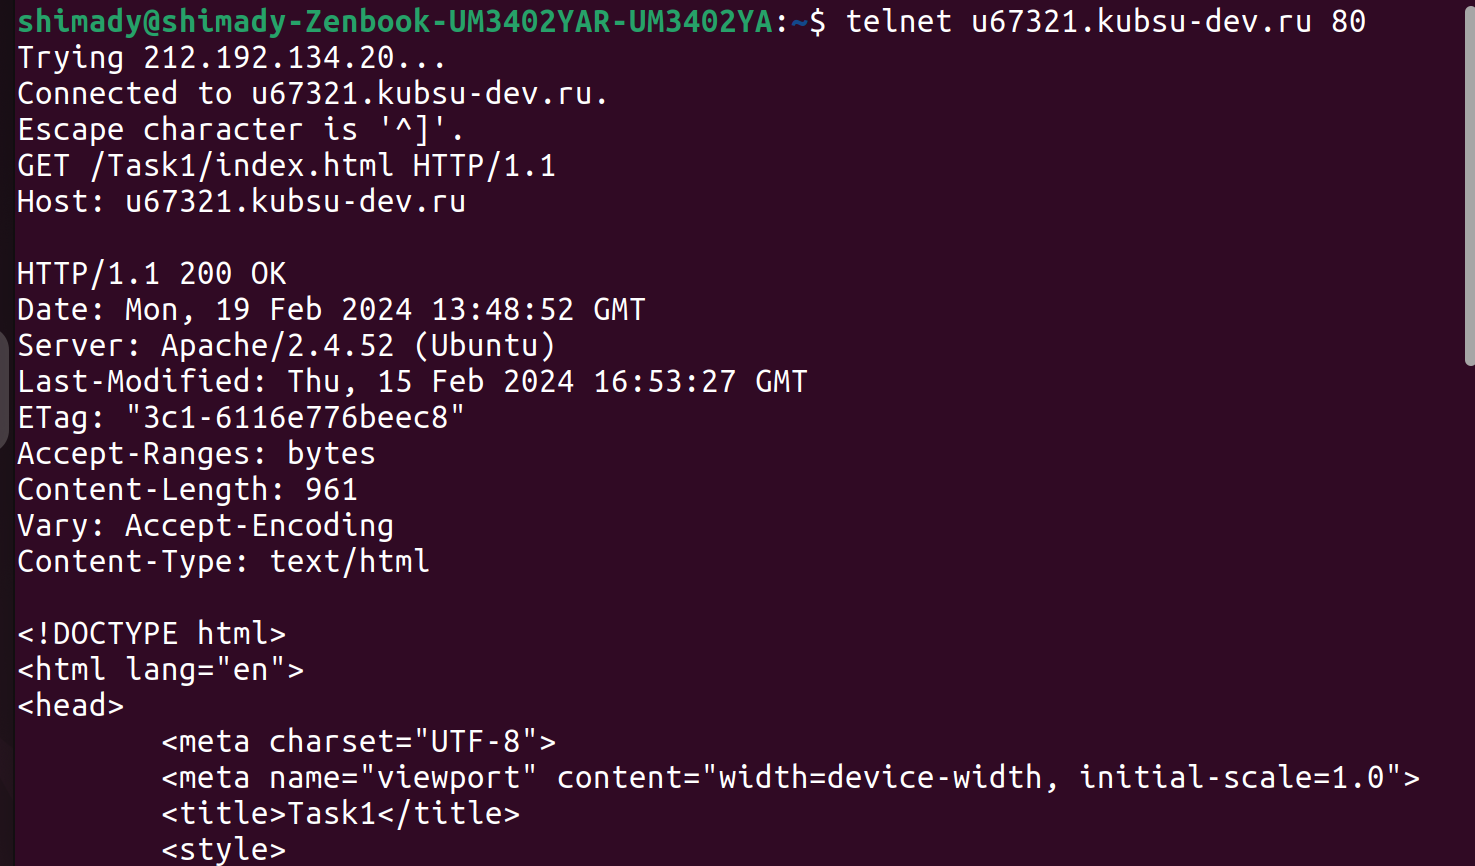 shimady@shimady-Zenbook-UM3402YAR-UM3402YA:~$ telnet u67321.kubsu-dev.ru 80
Trying 212.192.134.20...
Connected to u67321.kubsu-dev.ru.
Escape character is '^]'.
GET /Task1/index.html HTTP/1.1
Host: u67321.kubsu-dev.ru

HTTP/1.1 200 OK
Date: Mon, 19 Feb 2024 13:48:52 GMT
Server: Apache/2.4.52 (Ubuntu)
Last-Modified: Thu, 15 Feb 2024 16:53:27 GMT
ETag: "3c1-6116e776beec8"
Accept-Ranges: bytes
Content-Length: 961
Vary: Accept-Encoding
Content-Type: text/html

<!DOCTYPE html>
<html lang="en">
<head>
        <meta charset="UTF-8">
        <meta name="viewport" content="width=device-width, initial-scale=1.0">
        <title>Task1</title>
        <style>